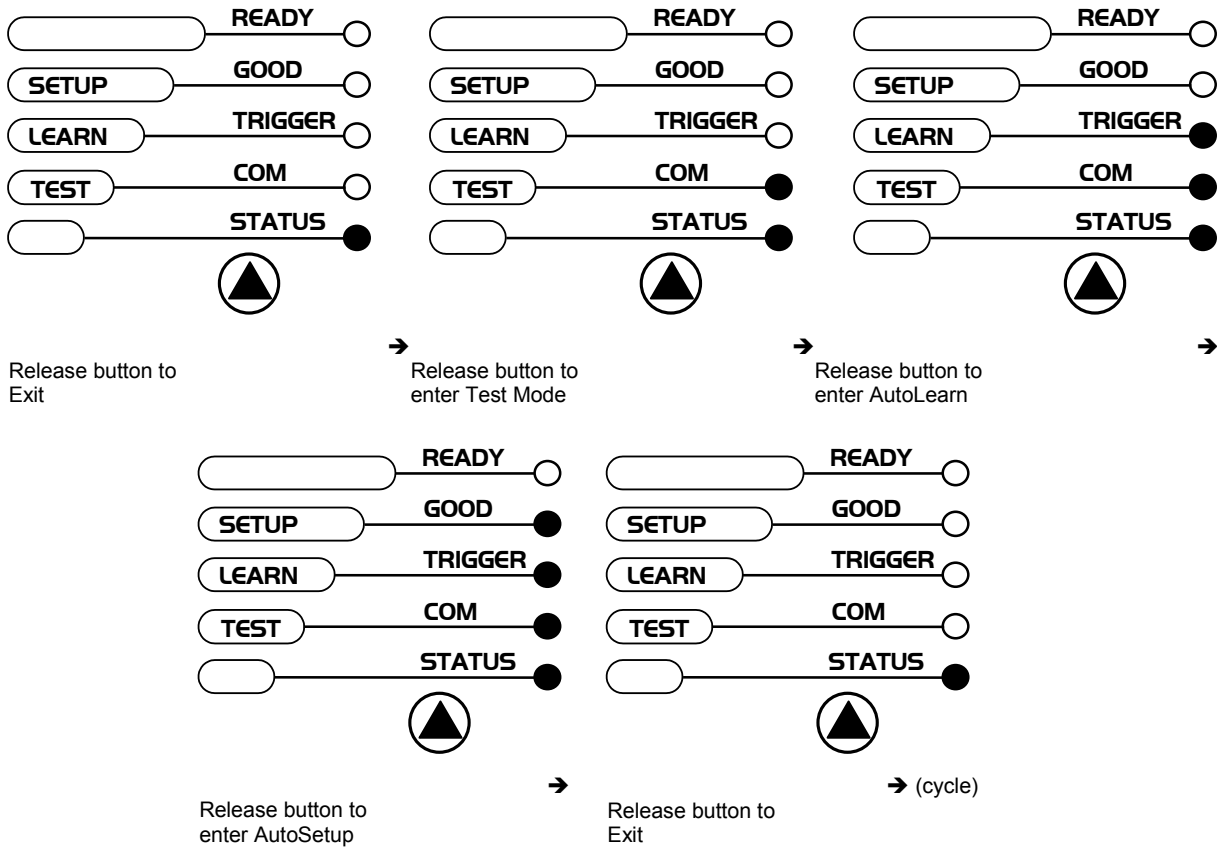 READY
SETUP GOOD
LEARN TRIGGER
TEST COM
STATUS
➔
Release button to
Exit
READY
SETUP GOOD
LEARN TRIGGER
TEST COM
STATUS
➔
Release button to
enter Test Mode
READY
SETUP GOOD
LEARN TRIGGER
TEST COM
STATUS
➔
Release button to
enter AutoLearn
READY
SETUP GOOD
LEARN TRIGGER
TEST COM
STATUS
➔
Release button to
enter AutoSetup
READY
SETUP GOOD
LEARN TRIGGER
TEST COM
STATUS
➔ (cycle)
Release button to
Exit